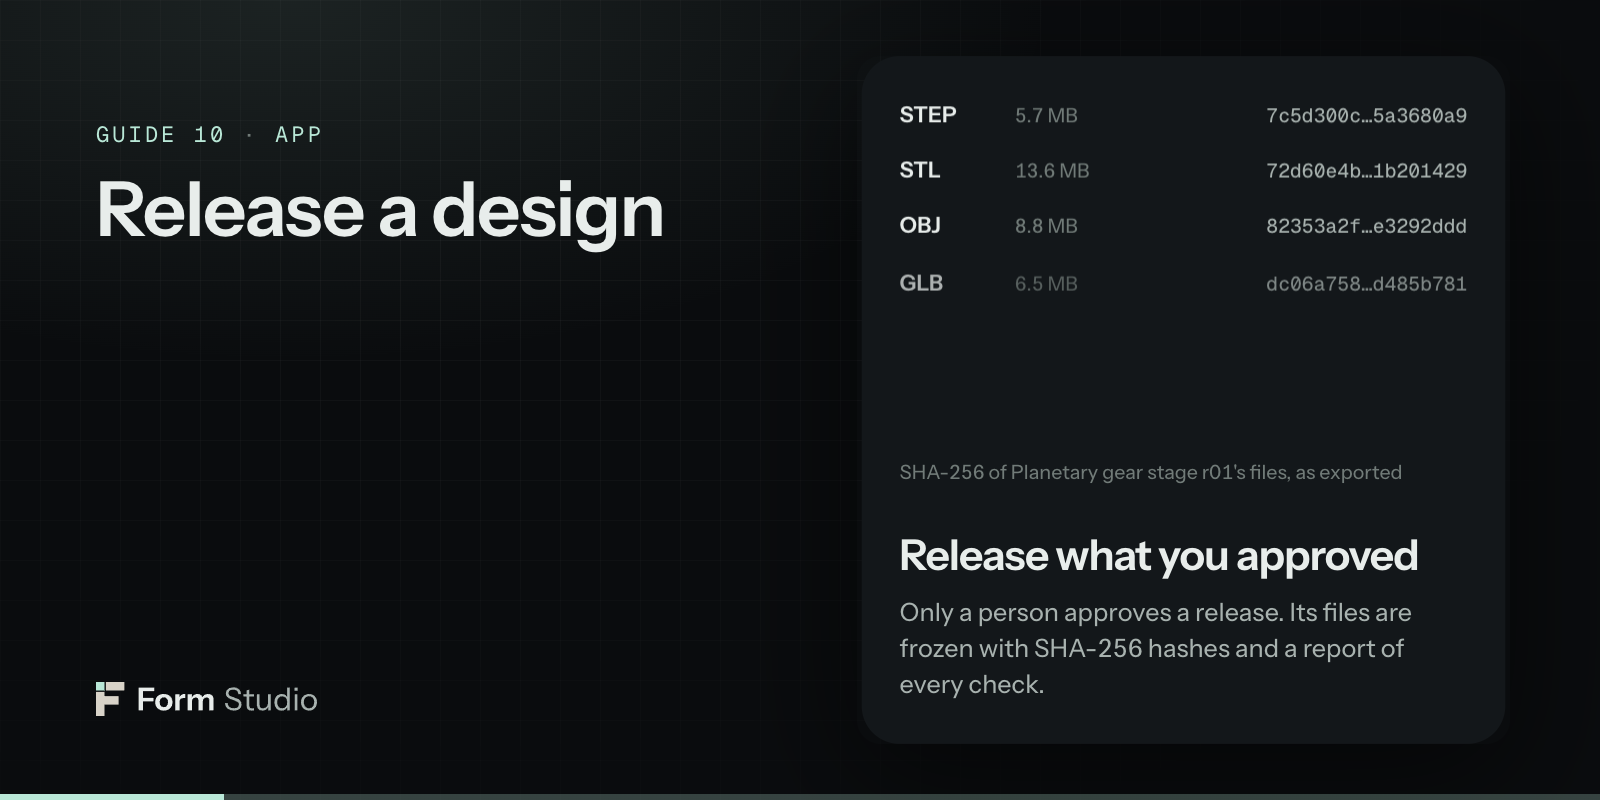 GUIDE 10 · APP
Release a design
STEP 5.7 MB 7c5d300c…5a3680a9
STL 13.6 MB 72d60e4b…1b201429
OBJ 8.8 MB 82353a2f…e3292ddd
GLB 6.5 MB dc06a758…d485b781
SHA-256 of Planetary gear stage r01's files, as exported
Release what you approved
Only a person approves a release. Its files are
frozen with SHA-256 hashes and a report of
every check.
Form Studio